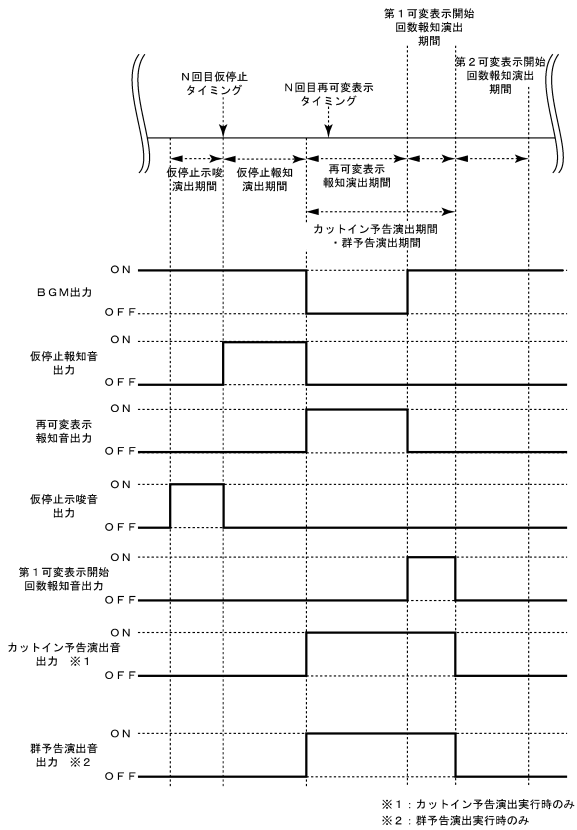 第１可変表示開始
回数報知演出
期間
第２可変表示開始
回数報知演出
期間
Ｎ回目仮停止
タイミング
Ｎ回目再可変表示
タイミング
仮停止示唆
演出期間
仮停止報知
演出期間
再可変表示
報知演出期間
カットイン予告演出期間
・群予告演出期間
ＢＧＭ出力
ＯＮ
ＯＦＦ
仮停止報知音
出力
ＯＮ
ＯＦＦ
再可変表示
報知音出力
ＯＮ
ＯＦＦ
仮停止示唆音
出力
ＯＮ
ＯＦＦ
第１可変表示開始
回数報知音出力
ＯＮ
ＯＦＦ
カットイン予告演出音
出力　※１
ＯＮ
ＯＦＦ
群予告演出音
出力　※２
ＯＮ
ＯＦＦ
※１：カットイン予告演出実行時のみ
※２：群予告演出実行時のみ